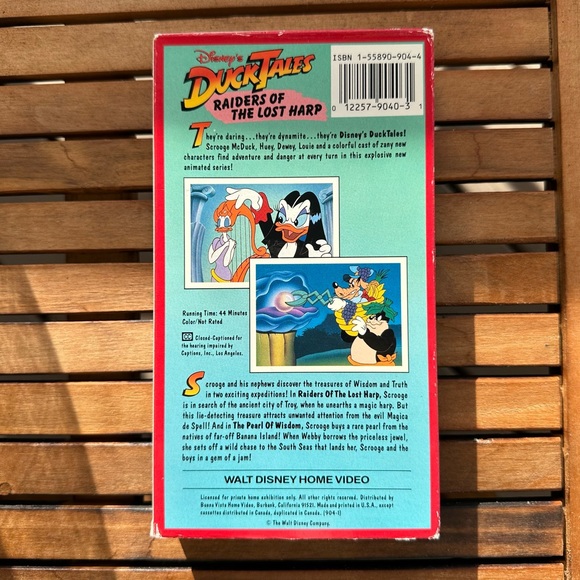 Disney's
DUCKTALES
RAIDERS OF
THE LOST HARP
ISBN 1-55890-904-4
0 12257-9040-3 1
They're daring...they're dynamite...they're Disney's DuckTales!
Scrooge McDuck, Huey, Dewey, Louie and a colorful cast of zany new
characters find adventure and danger at every turn in this explosive new
animated series!
Running Time: 44 Minutes
Color/Not Rated
CC Closed-Captioned for
the hearing impaired by
Captions, Inc., Los Angeles.
Scrooge and his nephews discover the treasures of Wisdom and Truth
in two exciting expeditions! In Raiders Of The Lost Harp, Scrooge
is in search of the ancient city of Troy, when he unearths a magic harp. But
this lie-detecting treasure attracts unwanted attention from the evil Magica
de Spell! And in The Pearl Of Wisdom, Scrooge buys a rare pearl from the
natives of far-off Banana Island! When Webby borrows the priceless jewel,
she sets off a wild chase to the South Seas that lands her, Scrooge and the
boys in a gem of a jam!
WALT DISNEY HOME VIDEO
Licensed for private home exhibition only. All other rights reserved. Distributed by
Buena Vista Home Video, Burbank, California 91521. Made and printed in U.S.A., except
cassettes distributed in Canada, duplicated in Canada. (904-1)
© The Walt Disney Company.